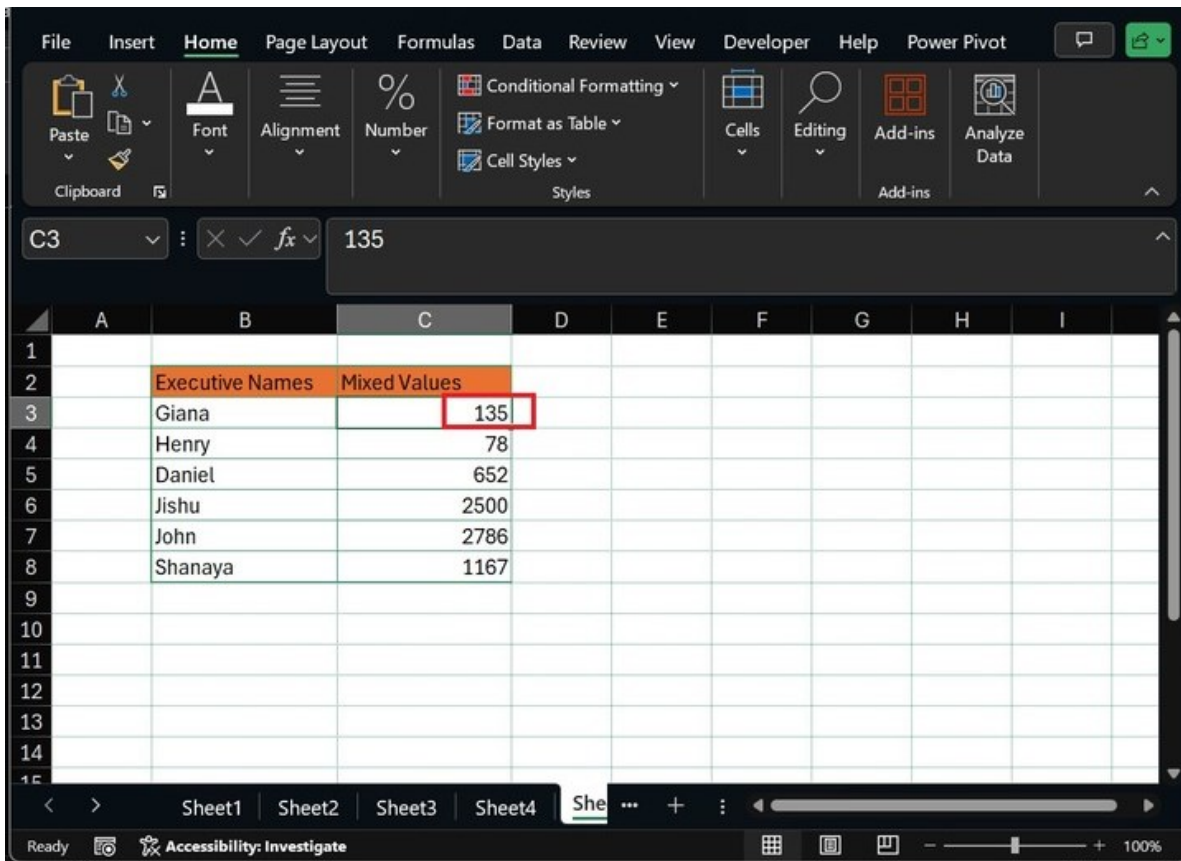 File Insert Home Page Layout Formulas Data Review View Developer Help Power Pivot
Paste Font Alignment Number Conditional Formatting Format as Table Cell Styles Cells Editing Add-ins Analyze Data
Clipboard Styles Add-ins
C3 fx 135
A B C D E F G H I
1
2 Executive Names Mixed Values
3 Giana 135
4 Henry 78
5 Daniel 652
6 Jishu 2500
7 John 2786
8 Shanaya 1167
9
10
11
12
13
14
15
Sheet1 Sheet2 Sheet3 Sheet4 She ...
Ready Accessibility: Investigate 100%